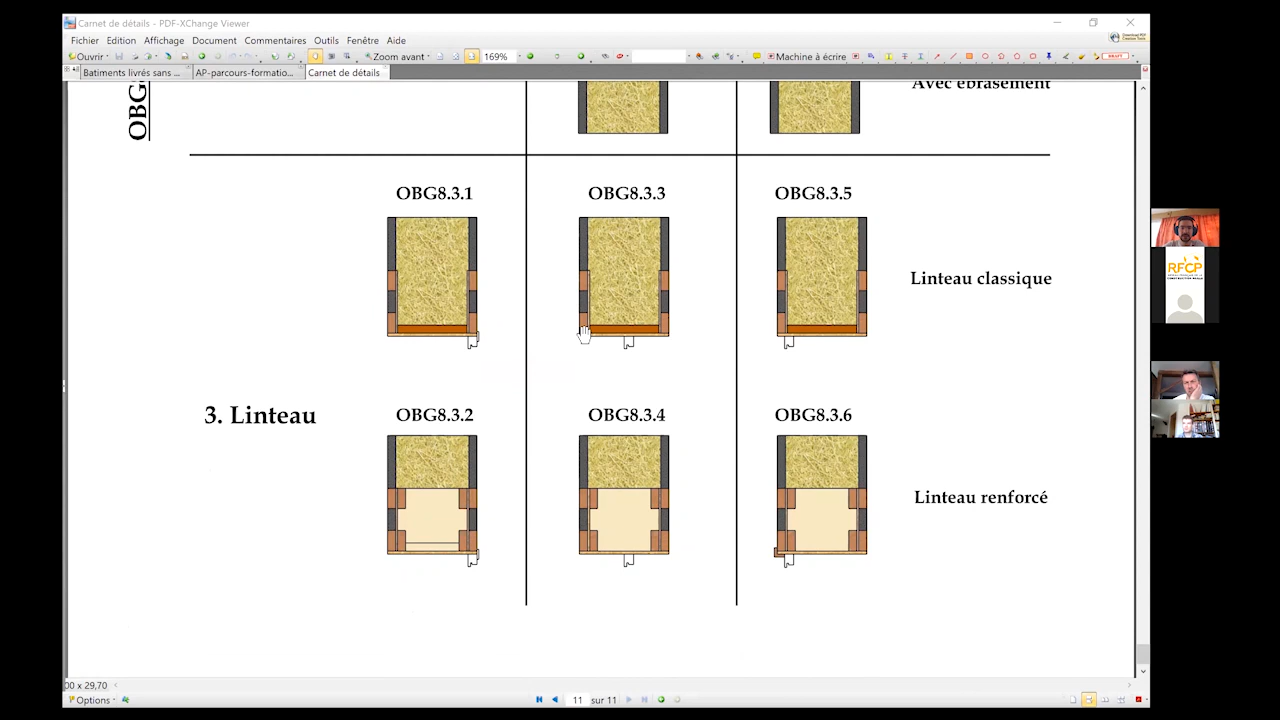 Carnet de détails - PDF-XChange Viewer
Fichier Edition Affichage Document Commentaires Outils Fenêtre Aide
Ouvrir Zoom avant 169% Machine à écrire
Batiments livrés sans ... AP-parcours-formatio... Carnet de détails
OBG
Avec ébrasement
OBG8.3.1 OBG8.3.3 OBG8.3.5
Linteau classique
RFCP
3. Linteau
OBG8.3.2 OBG8.3.4 OBG8.3.6
Linteau renforcé
00 x 29,70
Options 11 sur 11